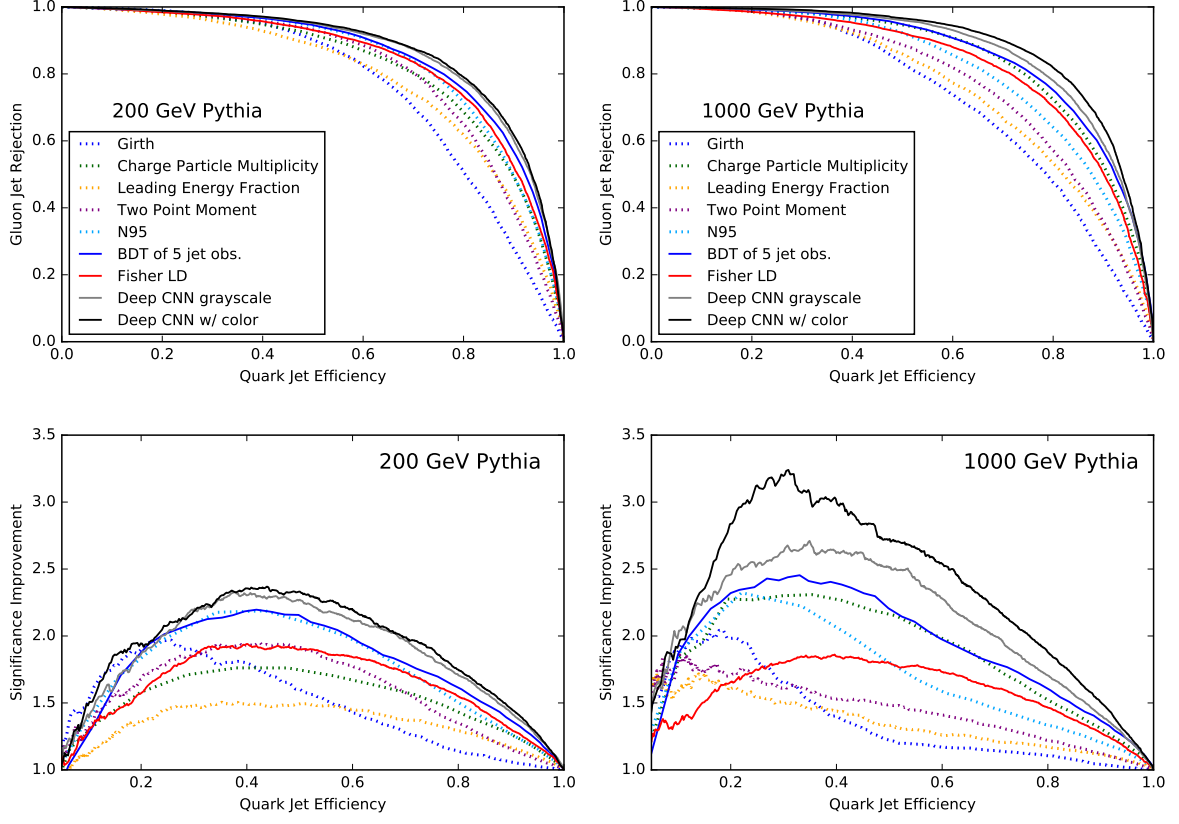 1.0
0.8
0.6
0.4
0.2
0.0
Gluon Jet Rejection
200 GeV Pythia
Girth
Charge Particle Multiplicity
Leading Energy Fraction
Two Point Moment
N95
BDT of 5 jet obs.
Fisher LD
Deep CNN grayscale
Deep CNN w/ color
0.0 0.2 0.4 0.6 0.8 1.0
Quark Jet Efficiency
1.0
0.8
0.6
0.4
0.2
0.0
Gluon Jet Rejection
1000 GeV Pythia
Girth
Charge Particle Multiplicity
Leading Energy Fraction
Two Point Moment
N95
BDT of 5 jet obs.
Fisher LD
Deep CNN grayscale
Deep CNN w/ color
0.0 0.2 0.4 0.6 0.8 1.0
Quark Jet Efficiency
3.5
3.0
2.5
2.0
1.5
1.0
Significance Improvement
200 GeV Pythia
0.2 0.4 0.6 0.8 1.0
Quark Jet Efficiency
3.5
3.0
2.5
2.0
1.5
1.0
Significance Improvement
1000 GeV Pythia
0.2 0.4 0.6 0.8 1.0
Quark Jet Efficiency